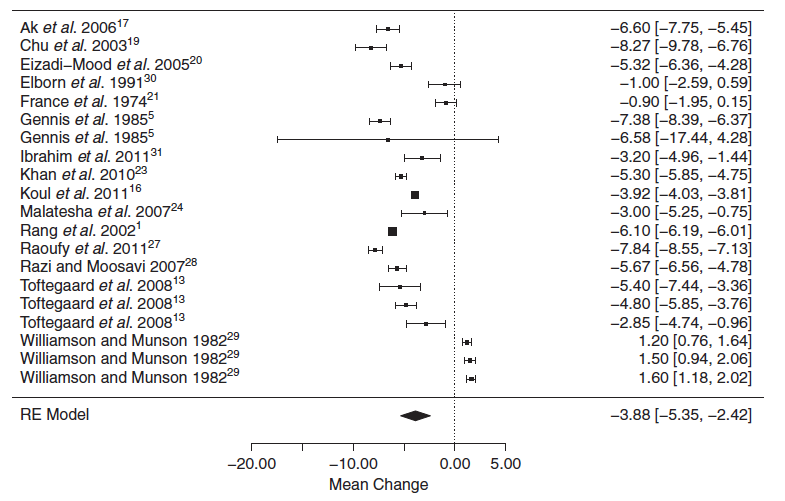 Ak et al. 2006¹⁷ −6.60 [−7.75, −5.45]
Chu et al. 2003¹⁹ −8.27 [−9.78, −6.76]
Eizadi–Mood et al. 2005²⁰ −5.32 [−6.36, −4.28]
Elborn et al. 1991³⁰ −1.00 [−2.59, 0.59]
France et al. 1974²¹ −0.90 [−1.95, 0.15]
Gennis et al. 1985⁵ −7.38 [−8.39, −6.37]
Gennis et al. 1985⁵ −6.58 [−17.44, 4.28]
Ibrahim et al. 2011³¹ −3.20 [−4.96, −1.44]
Khan et al. 2010²³ −5.30 [−5.85, −4.75]
Koul et al. 2011¹⁶ −3.92 [−4.03, −3.81]
Malatesha et al. 2007²⁴ −3.00 [−5.25, −0.75]
Rang et al. 2002¹ −6.10 [−6.19, −6.01]
Raoufy et al. 2011²⁷ −7.84 [−8.55, −7.13]
Razi and Moosavi 2007²⁸ −5.67 [−6.56, −4.78]
Toftegaard et al. 2008¹³ −5.40 [−7.44, −3.36]
Toftegaard et al. 2008¹³ −4.80 [−5.85, −3.76]
Toftegaard et al. 2008¹³ −2.85 [−4.74, −0.96]
Williamson and Munson 1982²⁹ 1.20 [0.76, 1.64]
Williamson and Munson 1982²⁹ 1.50 [0.94, 2.06]
Williamson and Munson 1982²⁹ 1.60 [1.18, 2.02]
RE Model −3.88 [−5.35, −2.42]
−20.00 −10.00 0.00 5.00
Mean Change